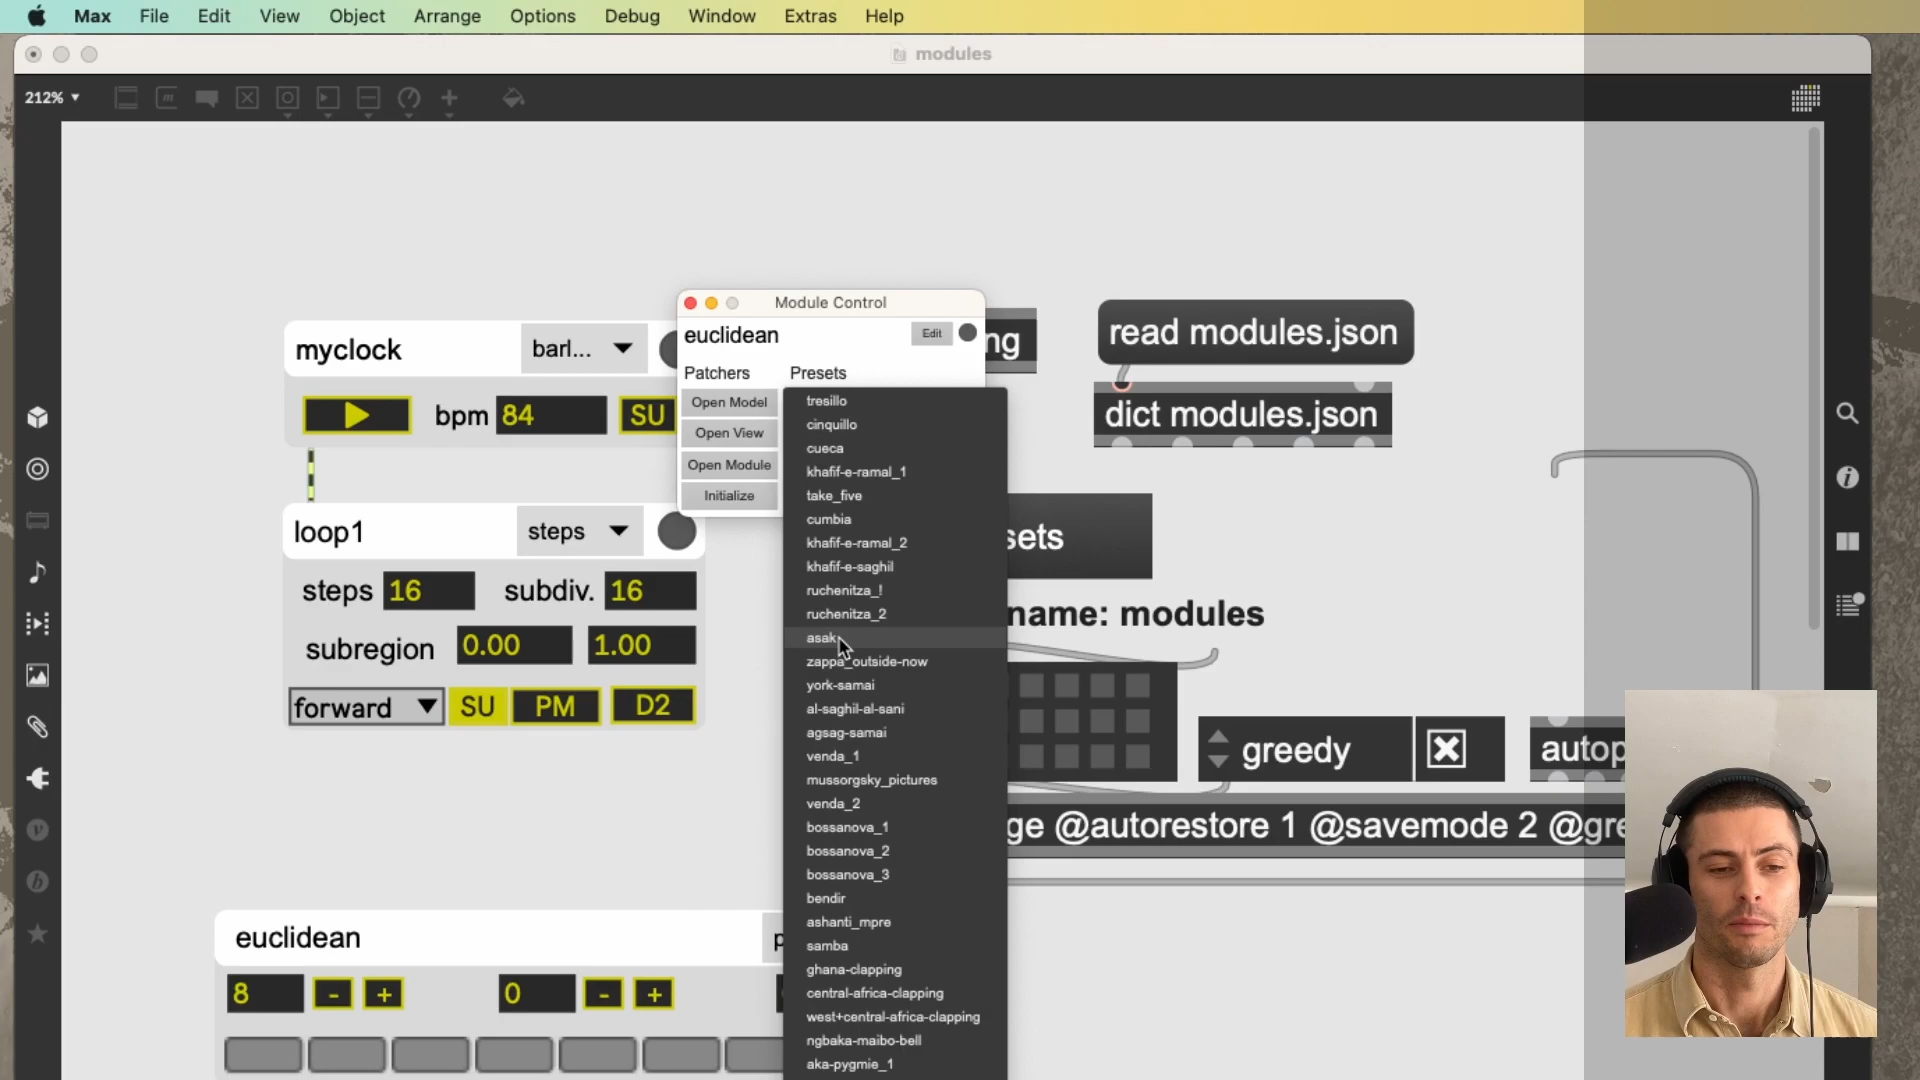 Max File Edit View Object Arrange Options Debug Window Extras Help
modules
212%
Module Control
euclidean Edit
Patchers Presets
Open Model
Open View
Open Module
Initialize
tresillo
cinquillo
cueca
khafif-e-ramal_1
take_five
cumbia
khafif-e-ramal_2
khafif-e-saghil
ruchenitza_!
ruchenitza_2
asak
zappa_outside-now
york-samai
al-saghil-al-sani
agsag-samai
venda_1
mussorgsky_pictures
venda_2
bossanova_1
bossanova_2
bossanova_3
bendir
ashanti_mpre
samba
ghana-clapping
central-africa-clapping
west+central-africa-clapping
ngbaka-maibo-bell
aka-pygmie_1
myclock barl...
bpm 84 SU
loop1 steps
steps 16 subdiv. 16
subregion 0.00 1.00
forward SU PM D2
euclidean p
8 - + 0 - +
ng
read modules.json
dict modules.json
sets
name: modules
greedy
autop
ge @autorestore 1 @savemode 2 @gre